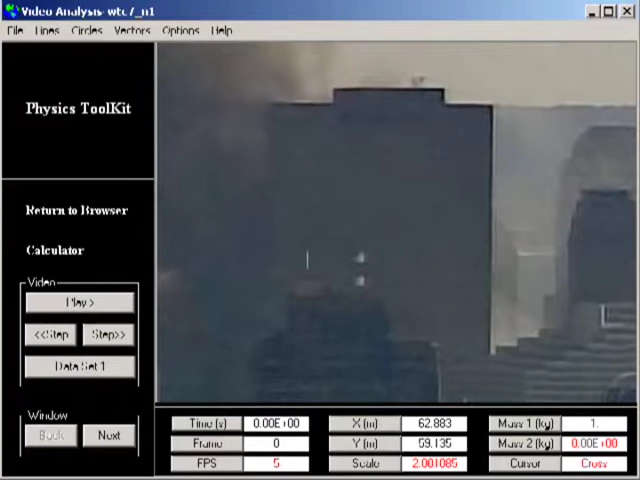 Video Analysis- wtc7_n1
File Lines Circles Vectors Options Help
Physics ToolKit
Return to Browser
Calculator
Video
Play >
<<Step Step>>
Data Set 1
Window
Back Next
Time (s) 0.00E+00 X (m) 62.883 Mass 1 (kg) 1.
Frame 0 Y (m) 59.135 Mass 2 (kg) 0.00E+00
FPS 5 Scale 2.001085 Cursor Cross